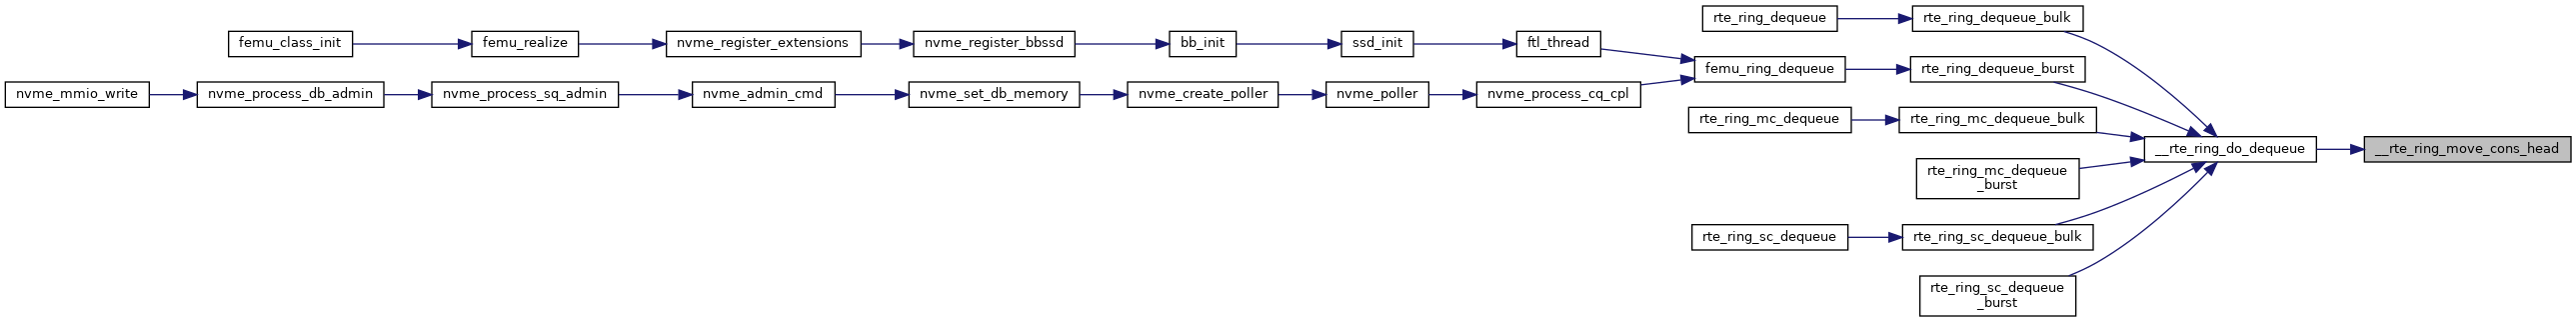 rte_ring_dequeue
rte_ring_dequeue_bulk
femu_class_init
femu_realize
nvme_register_extensions
nvme_register_bbssd
bb_init
ssd_init
ftl_thread
femu_ring_dequeue
rte_ring_dequeue_burst
nvme_mmio_write
nvme_process_db_admin
nvme_process_sq_admin
nvme_admin_cmd
nvme_set_db_memory
nvme_create_poller
nvme_poller
nvme_process_cq_cpl
rte_ring_mc_dequeue
rte_ring_mc_dequeue_bulk
__rte_ring_do_dequeue
__rte_ring_move_cons_head
rte_ring_mc_dequeue
_burst
rte_ring_sc_dequeue
rte_ring_sc_dequeue_bulk
rte_ring_sc_dequeue
_burst